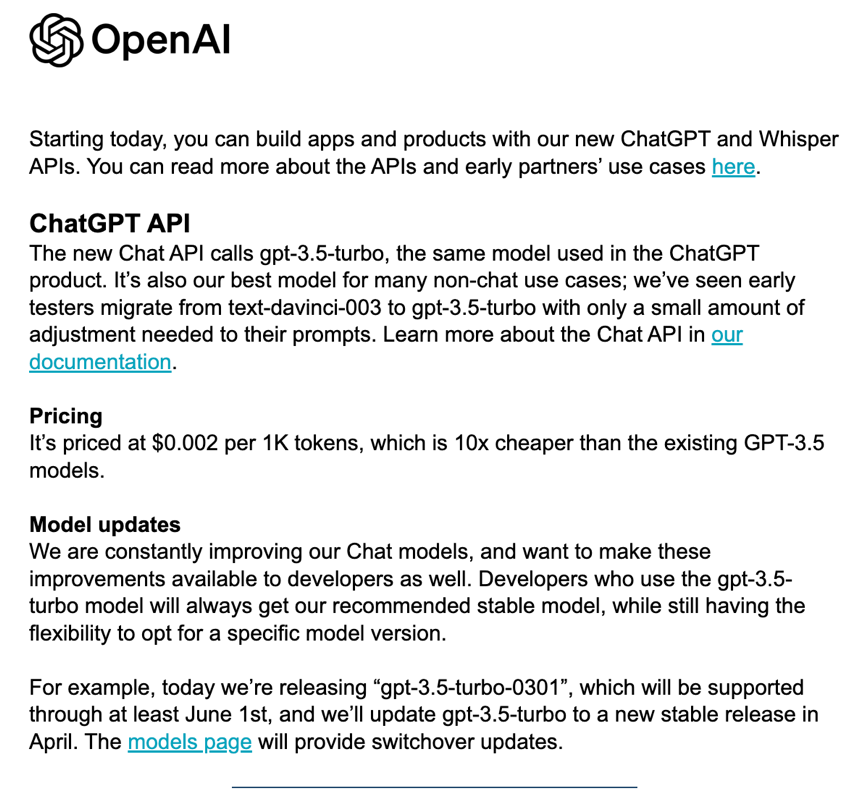 OpenAI
Starting today, you can build apps and products with our new ChatGPT and Whisper
APIs. You can read more about the APIs and early partners’ use cases here.
ChatGPT API
The new Chat API calls gpt-3.5-turbo, the same model used in the ChatGPT
product. It’s also our best model for many non-chat use cases; we’ve seen early
testers migrate from text-davinci-003 to gpt-3.5-turbo with only a small amount of
adjustment needed to their prompts. Learn more about the Chat API in our
documentation.
Pricing
It’s priced at $0.002 per 1K tokens, which is 10x cheaper than the existing GPT-3.5
models.
Model updates
We are constantly improving our Chat models, and want to make these
improvements available to developers as well. Developers who use the gpt-3.5-
turbo model will always get our recommended stable model, while still having the
flexibility to opt for a specific model version.
For example, today we’re releasing “gpt-3.5-turbo-0301”, which will be supported
through at least June 1st, and we’ll update gpt-3.5-turbo to a new stable release in
April. The models page will provide switchover updates.